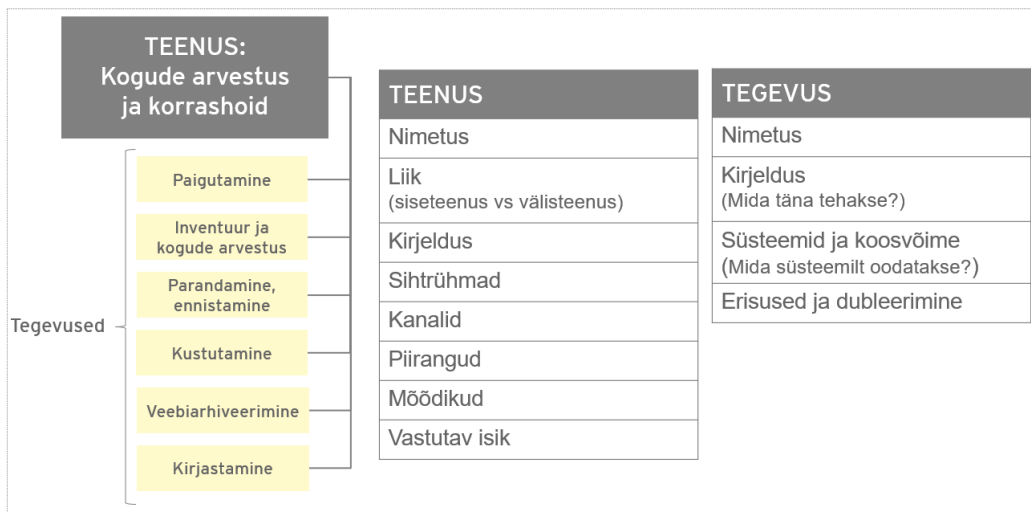 TEENUS:
Kogude arvestus
ja korrashoid
Tegevused
Paigutamine
Inventuur ja
kogude arvestus
Parandamine,
ennistamine
Kustutamine
Veebiarhiveerimine
Kirjastamine
TEENUS
Nimetus
Liik
(siseteenus vs välisteenus)
Kirjeldus
Sihtrühmad
Kanalid
Piirangud
Mõõdikud
Vastutav isik
TEGEVUS
Nimetus
Kirjeldus
(Mida täna tehakse?)
Süsteemid ja koosvõime
(Mida süsteemilt oodatakse?)
Erisused ja dubleerimine